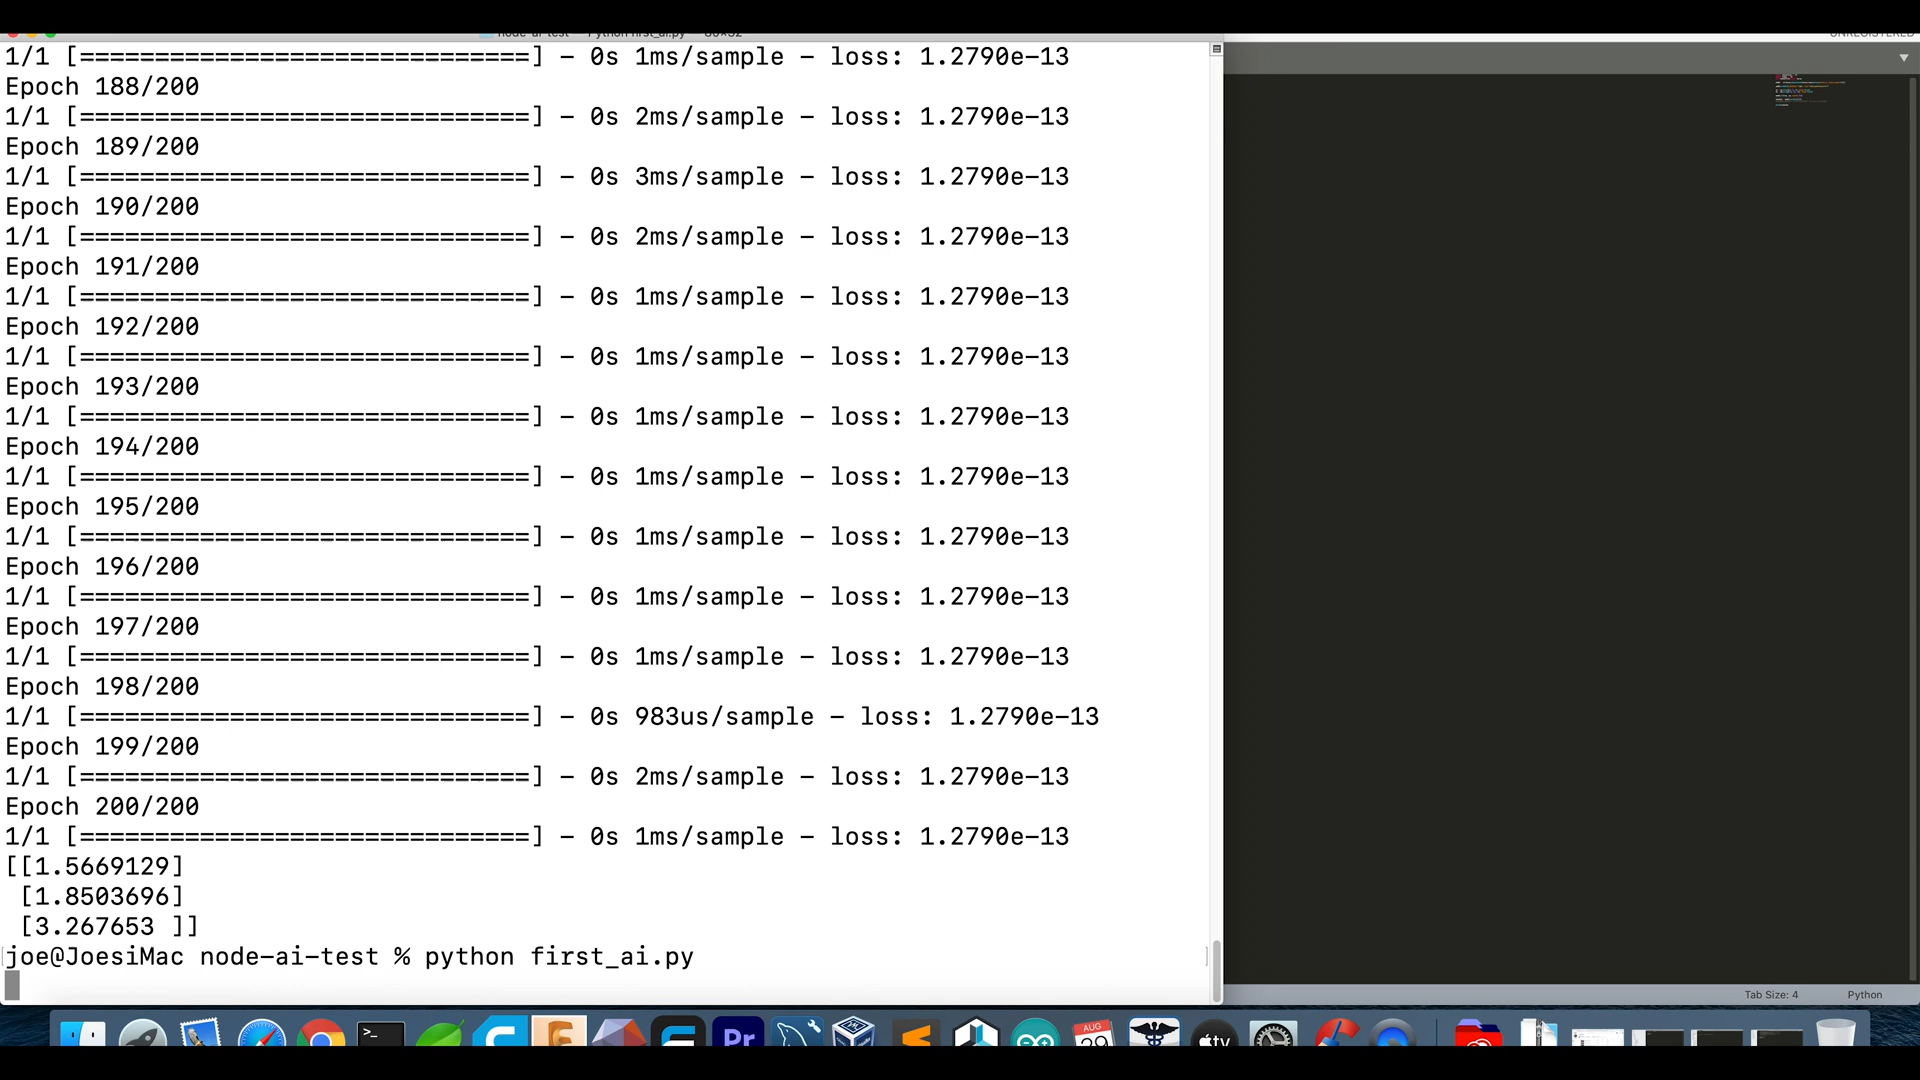 1/1 [==============================] - 0s 1ms/sample - loss: 1.2790e-13
Epoch 188/200
1/1 [==============================] - 0s 2ms/sample - loss: 1.2790e-13
Epoch 189/200
1/1 [==============================] - 0s 3ms/sample - loss: 1.2790e-13
Epoch 190/200
1/1 [==============================] - 0s 2ms/sample - loss: 1.2790e-13
Epoch 191/200
1/1 [==============================] - 0s 1ms/sample - loss: 1.2790e-13
Epoch 192/200
1/1 [==============================] - 0s 1ms/sample - loss: 1.2790e-13
Epoch 193/200
1/1 [==============================] - 0s 1ms/sample - loss: 1.2790e-13
Epoch 194/200
1/1 [==============================] - 0s 1ms/sample - loss: 1.2790e-13
Epoch 195/200
1/1 [==============================] - 0s 1ms/sample - loss: 1.2790e-13
Epoch 196/200
1/1 [==============================] - 0s 1ms/sample - loss: 1.2790e-13
Epoch 197/200
1/1 [==============================] - 0s 1ms/sample - loss: 1.2790e-13
Epoch 198/200
1/1 [==============================] - 0s 983us/sample - loss: 1.2790e-13
Epoch 199/200
1/1 [==============================] - 0s 2ms/sample - loss: 1.2790e-13
Epoch 200/200
1/1 [==============================] - 0s 1ms/sample - loss: 1.2790e-13
[[1.5669129]
 [1.8503696]
 [3.267653 ]]
joe@JoesiMac node-ai-test % python first_ai.py
Tab Size: 4 Python
Pr
AUG
29
tv